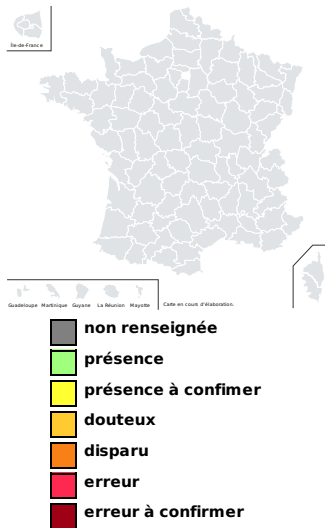 Île-de-France
Guadeloupe Martinique Guyane La Réunion Mayotte Carte en cours d'élaboration.
non renseignée
présence
présence à confimer
douteux
disparu
erreur
erreur à confirmer